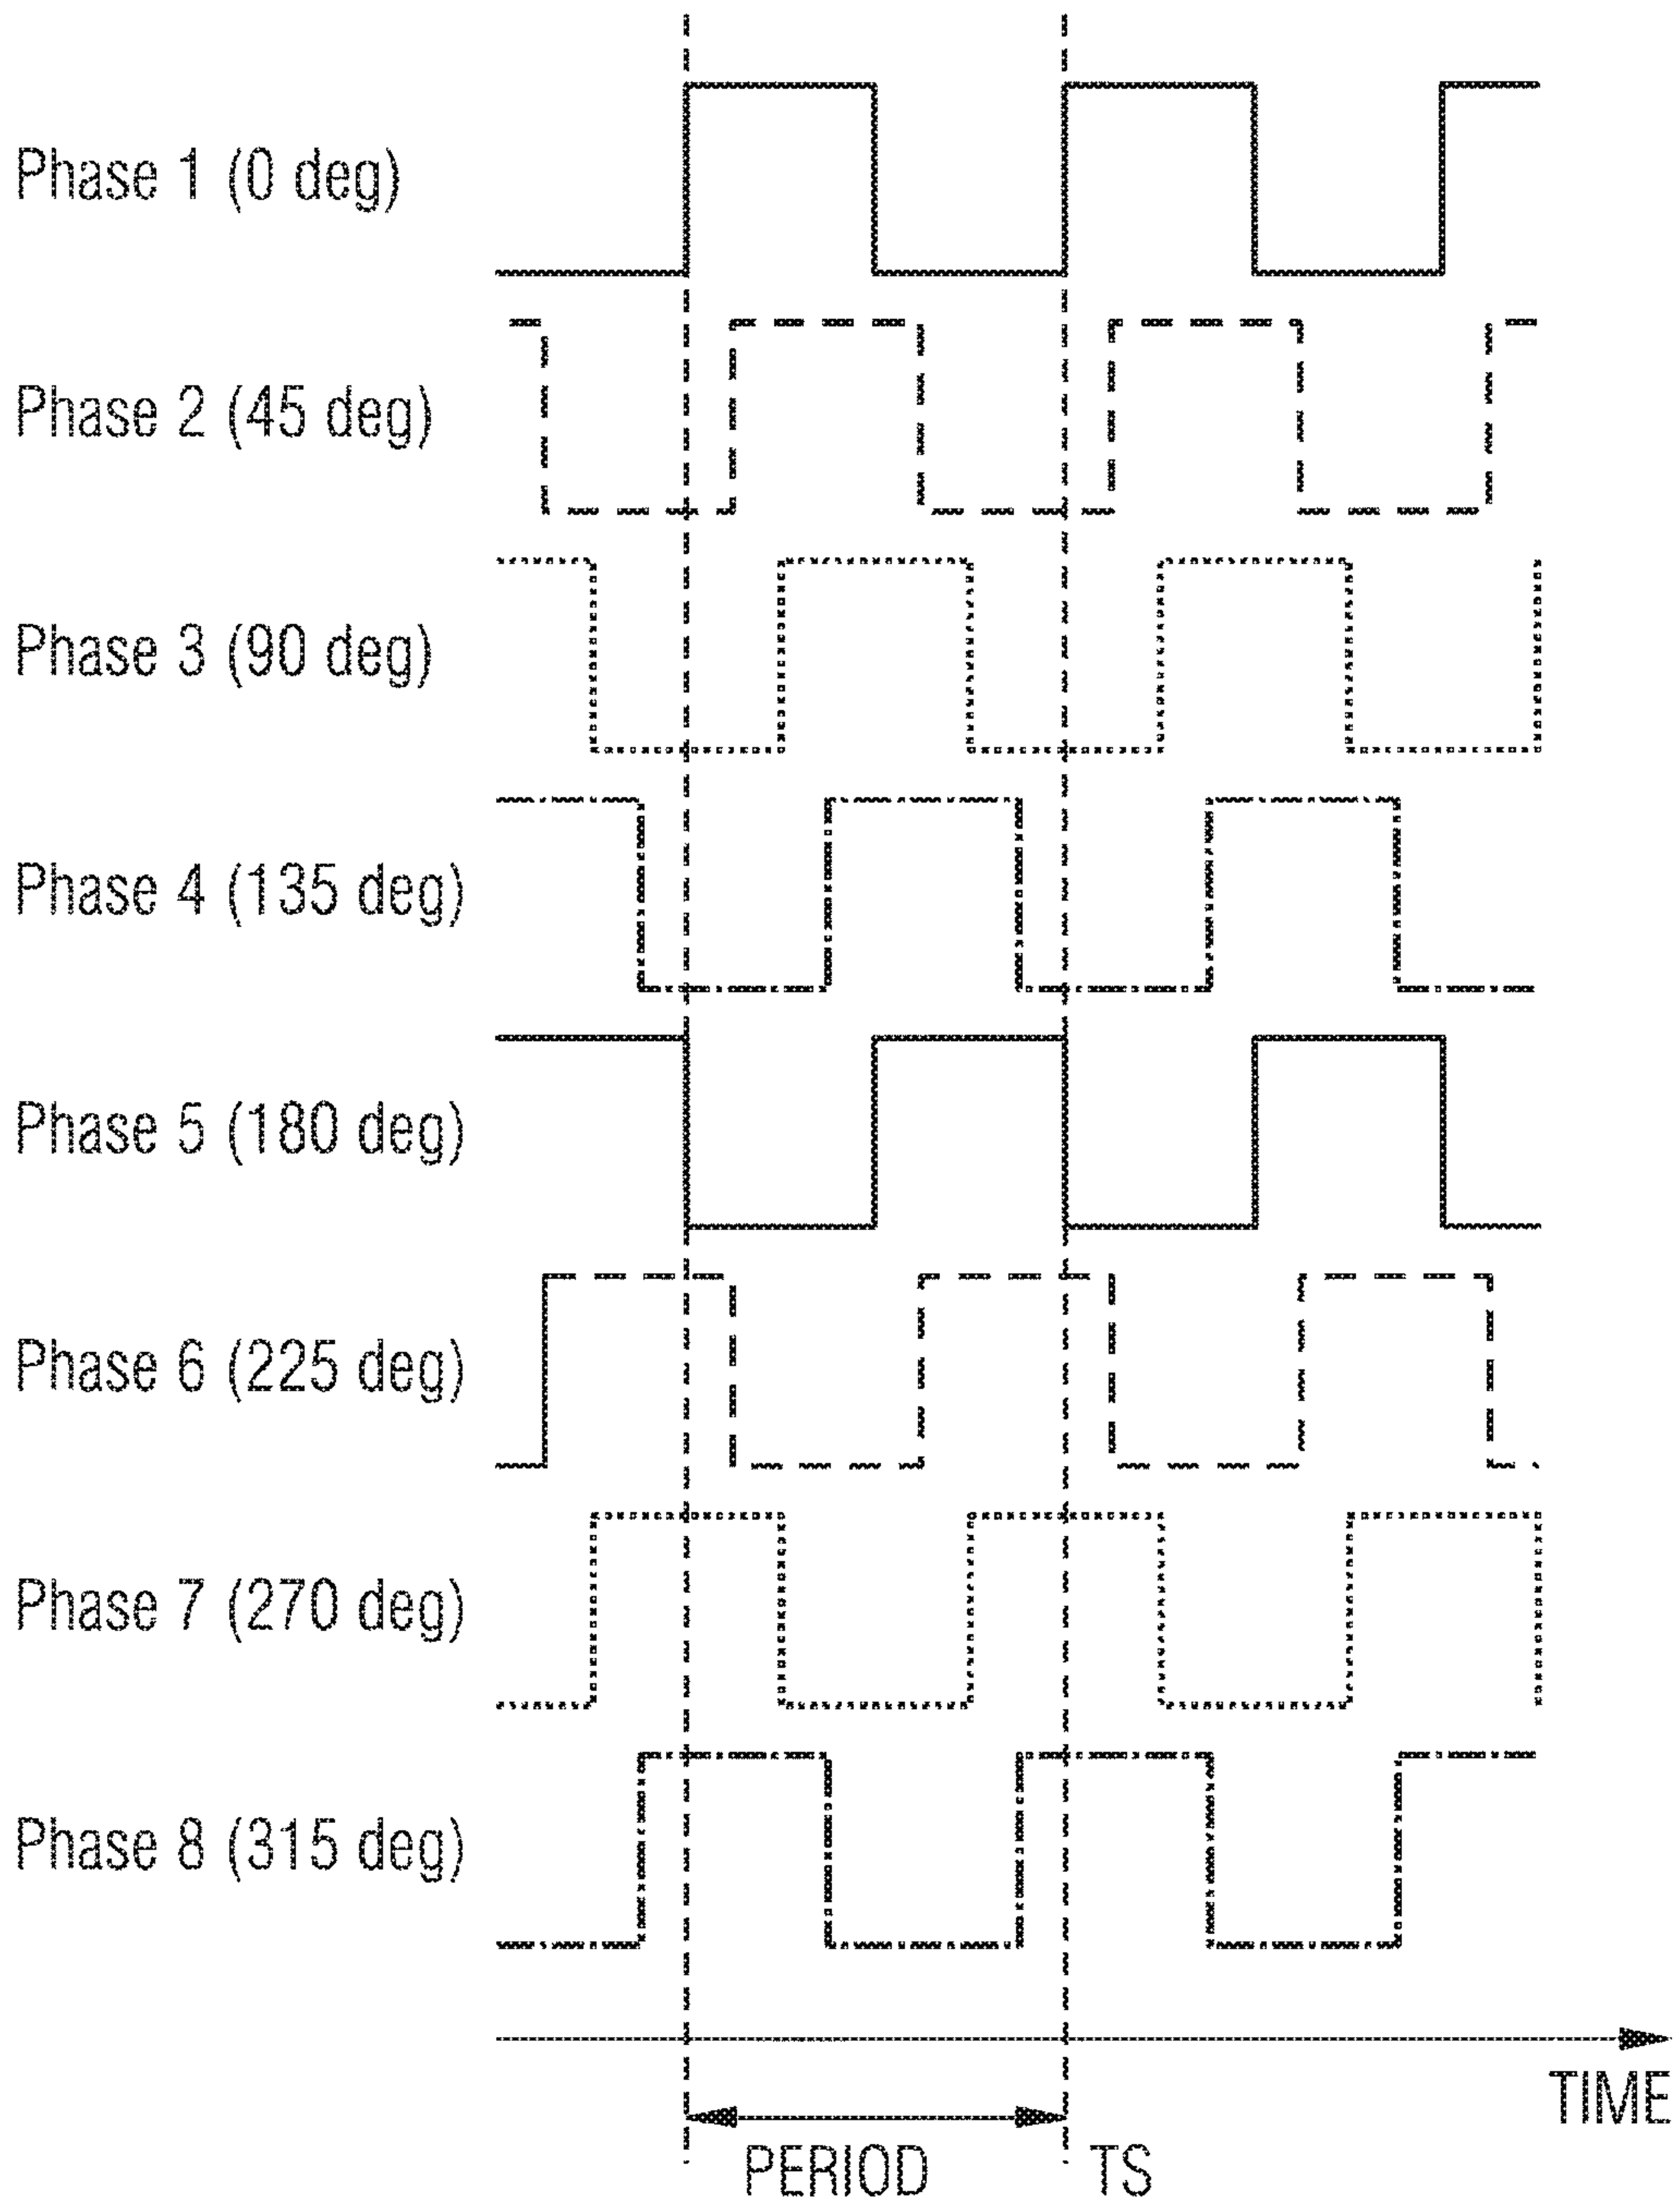 Phase 1 (0 deg)
Phase 2 (45 deg)
Phase 3 (90 deg)
Phase 4 (135 deg)
Phase 5 (180 deg)
Phase 6 (225 deg)
Phase 7 (270 deg)
Phase 8 (315 deg)
TIME
PERIOD
TS